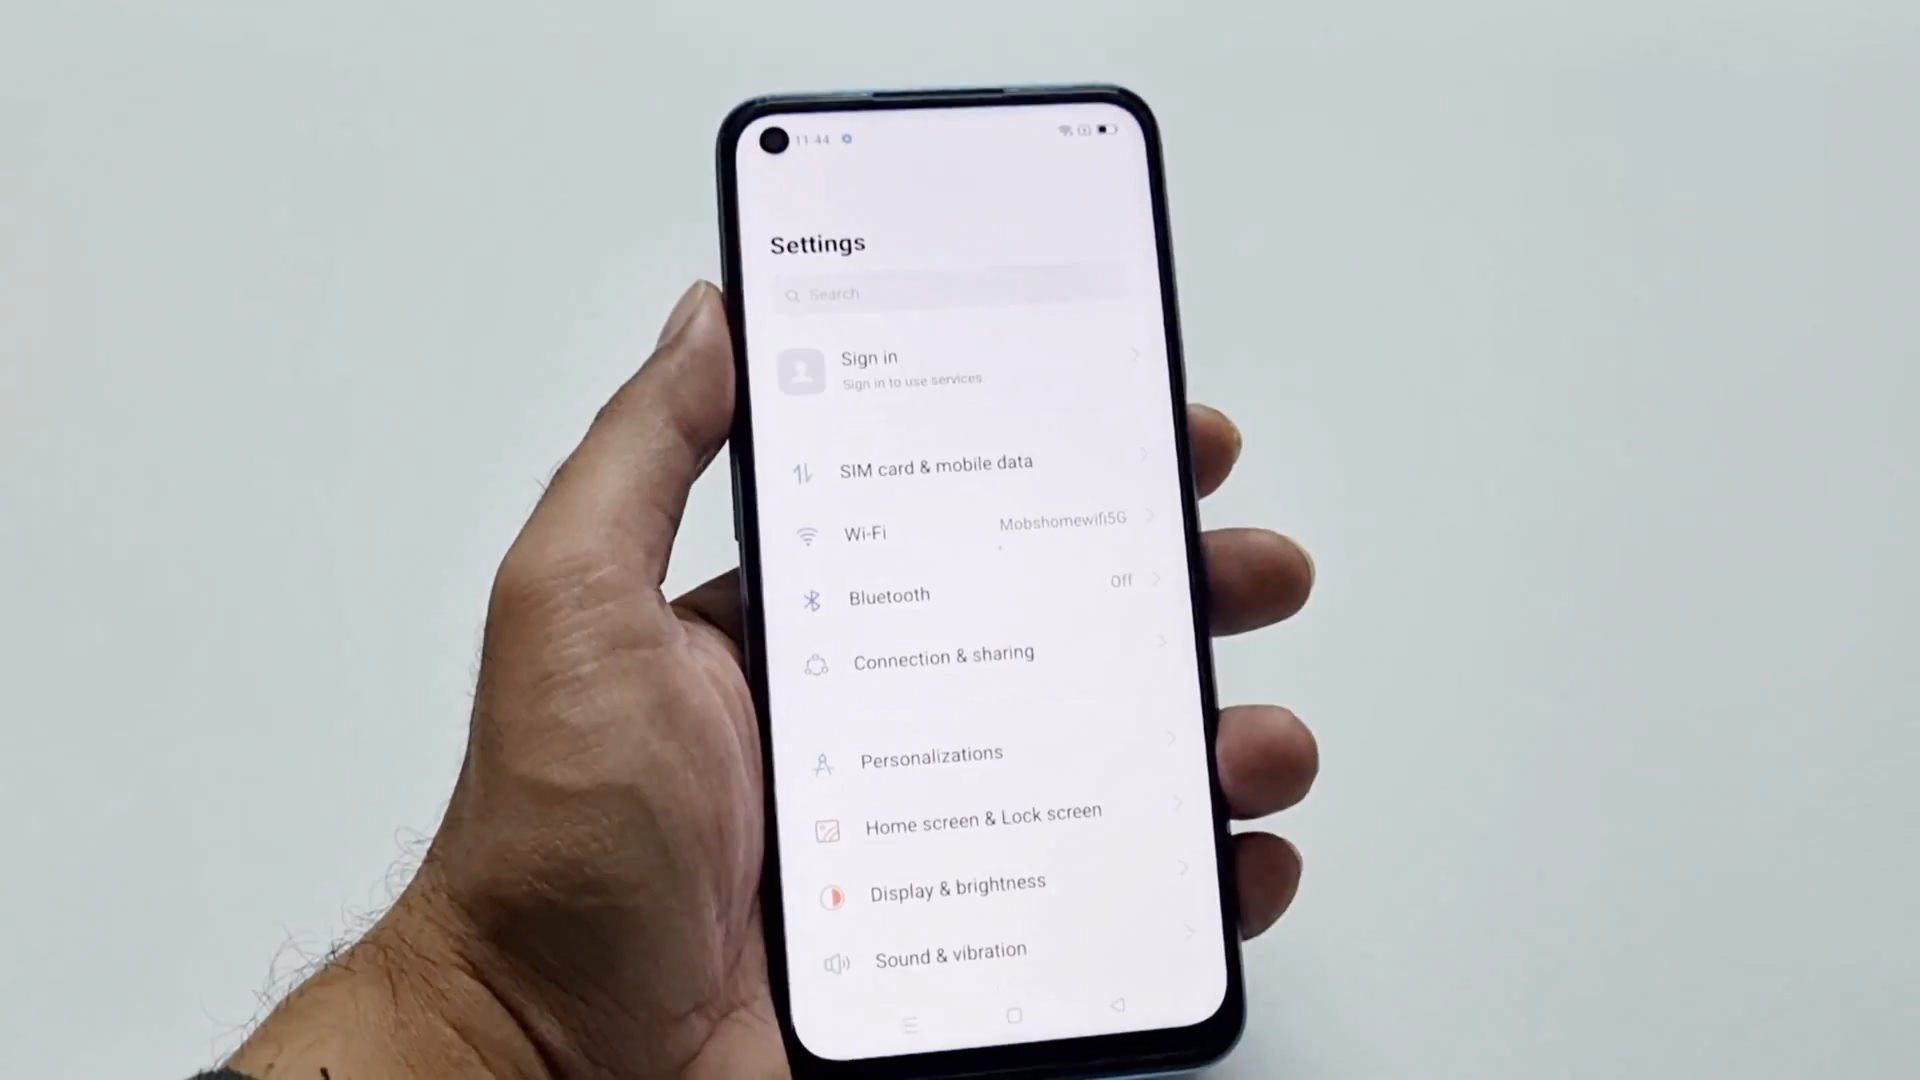 11:44
Settings
Search
Sign in
Sign in to use services
SIM card & mobile data
Wi-Fi Mobshomewifi5G
Bluetooth Off
Connection & sharing
Personalizations
Home screen & Lock screen
Display & brightness
Sound & vibration